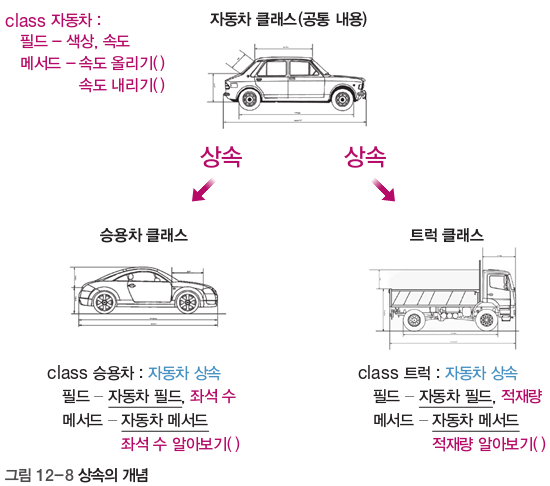 class 자동차 :
필드 – 색상, 속도
메서드 – 속도 올리기( )
속도 내리기( )
자동차 클래스(공통 내용)
상속
상속
승용차 클래스
트럭 클래스
class 승용차 : 자동차 상속
필드 – 자동차 필드, 좌석 수
메서드 – 자동차 메서드
좌석 수 알아보기( )
class 트럭 : 자동차 상속
필드 – 자동차 필드, 적재량
메서드 – 자동차 메서드
적재량 알아보기( )
그림 12-8 상속의 개념